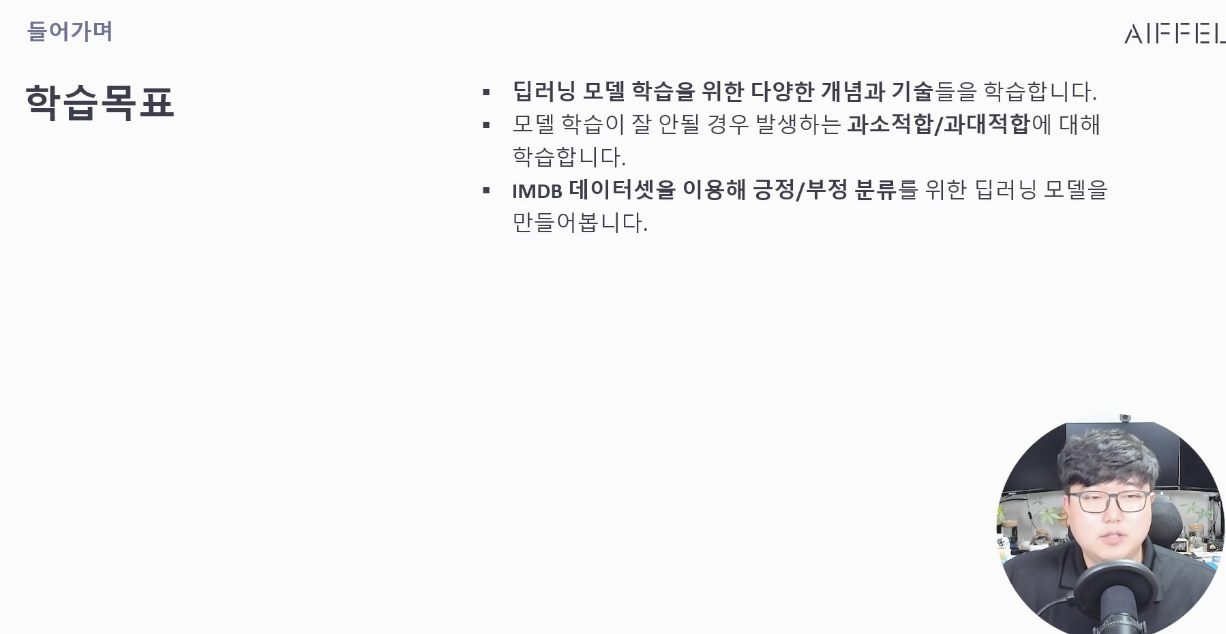 들어가며
AIFFEL
학습목표
▪ 딥러닝 모델 학습을 위한 다양한 개념과 기술들을 학습합니다.
▪ 모델 학습이 잘 안될 경우 발생하는 과소적합/과대적합에 대해
학습합니다.
▪ IMDB 데이터셋을 이용해 긍정/부정 분류를 위한 딥러닝 모델을
만들어봅니다.